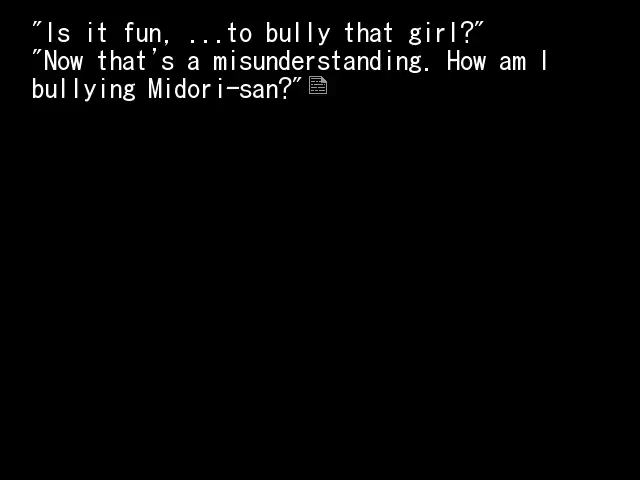 "Is it fun, ...to bully that girl?"
"Now that's a misunderstanding. How am I
bullying Midori-san?"